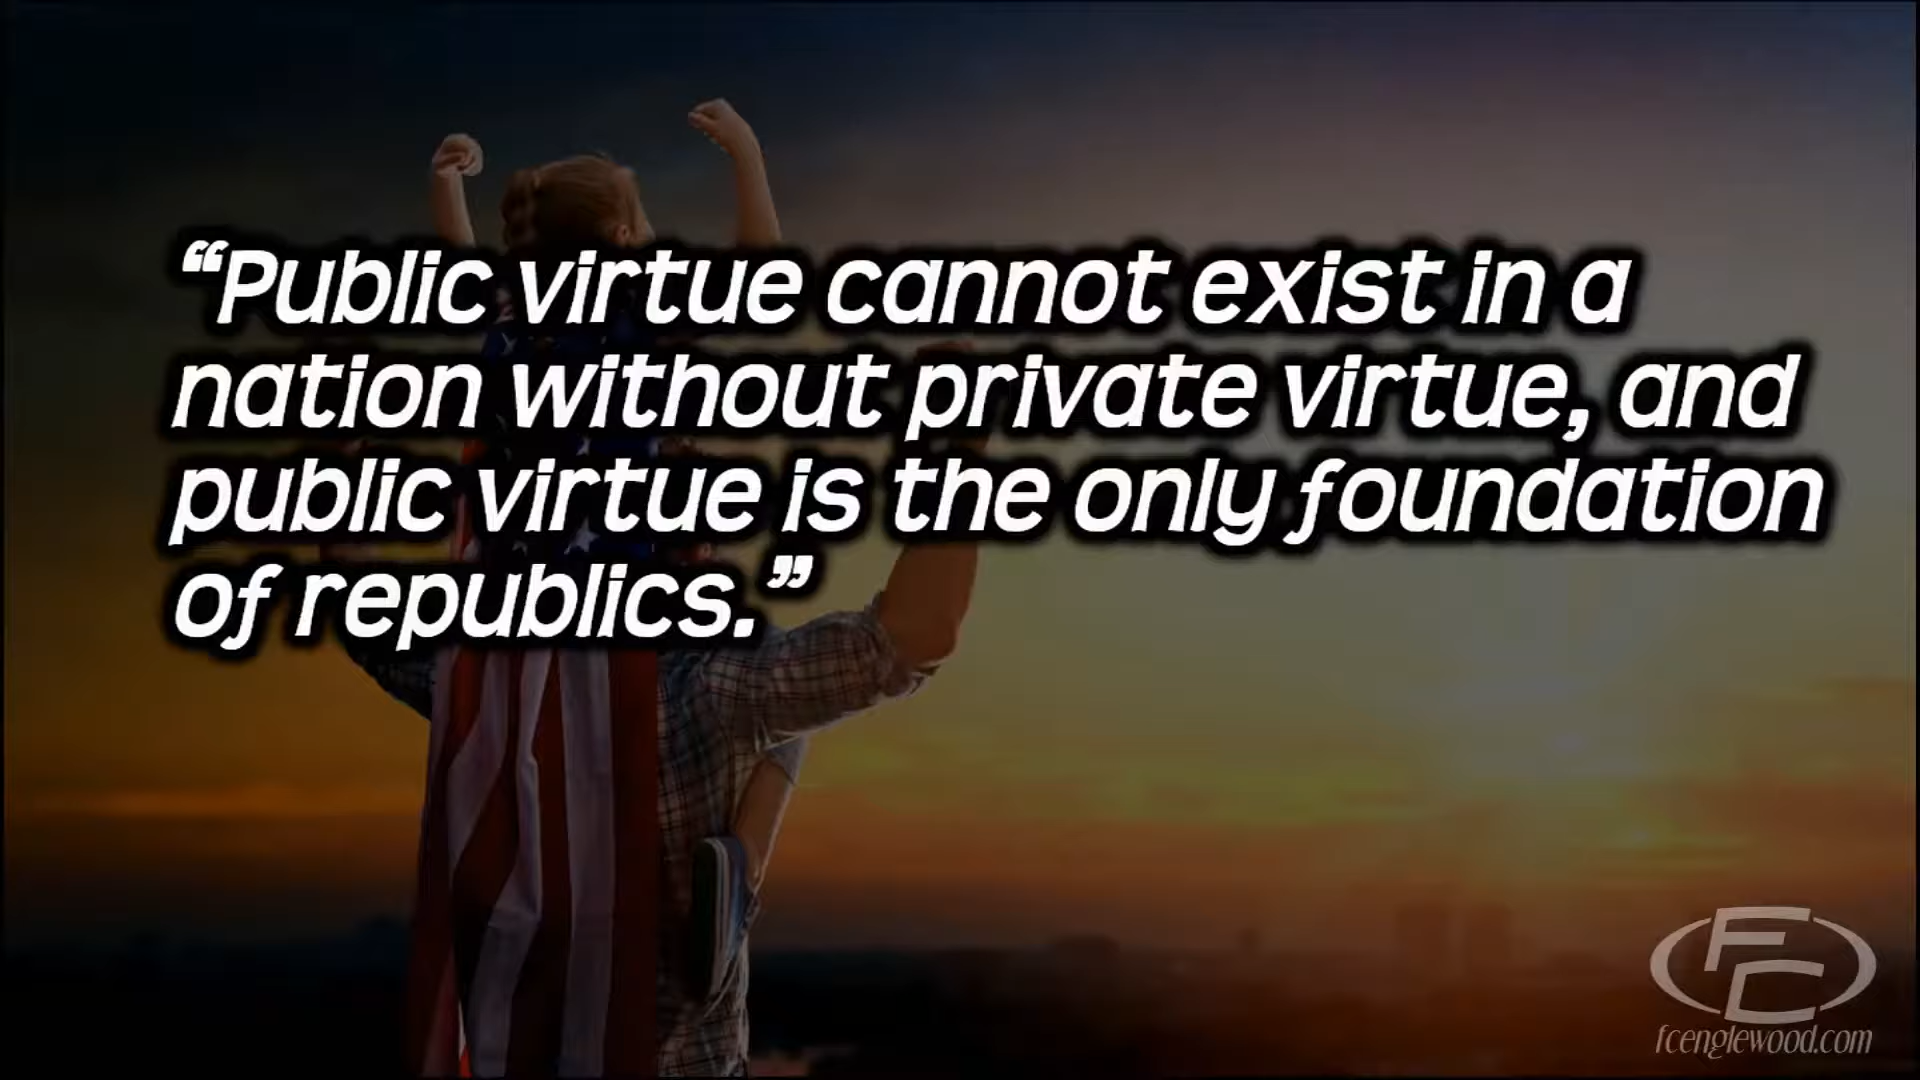 “Public virtue cannot exist in a
nation without private virtue, and
public virtue is the only foundation
of republics.”
FC
fcenglewood.com